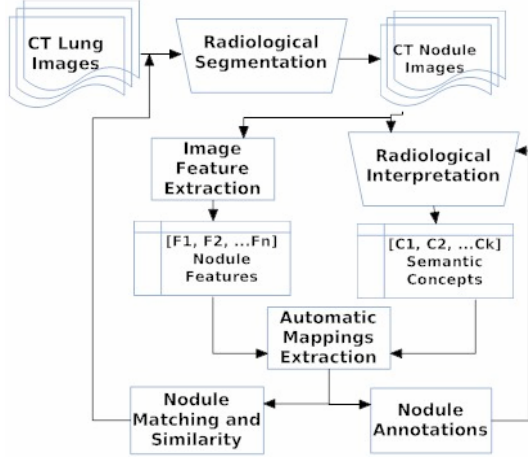 CT Lung
Images
Radiological
Segmentation
CT Nodule
Images
Image
Feature
Extraction
Radiological
Interpretation
[F1, F2, ...Fn]
Nodule
Features
[C1, C2, ...Ck]
Semantic
Concepts
Automatic
Mappings
Extraction
Nodule
Matching and
Similarity
Nodule
Annotations